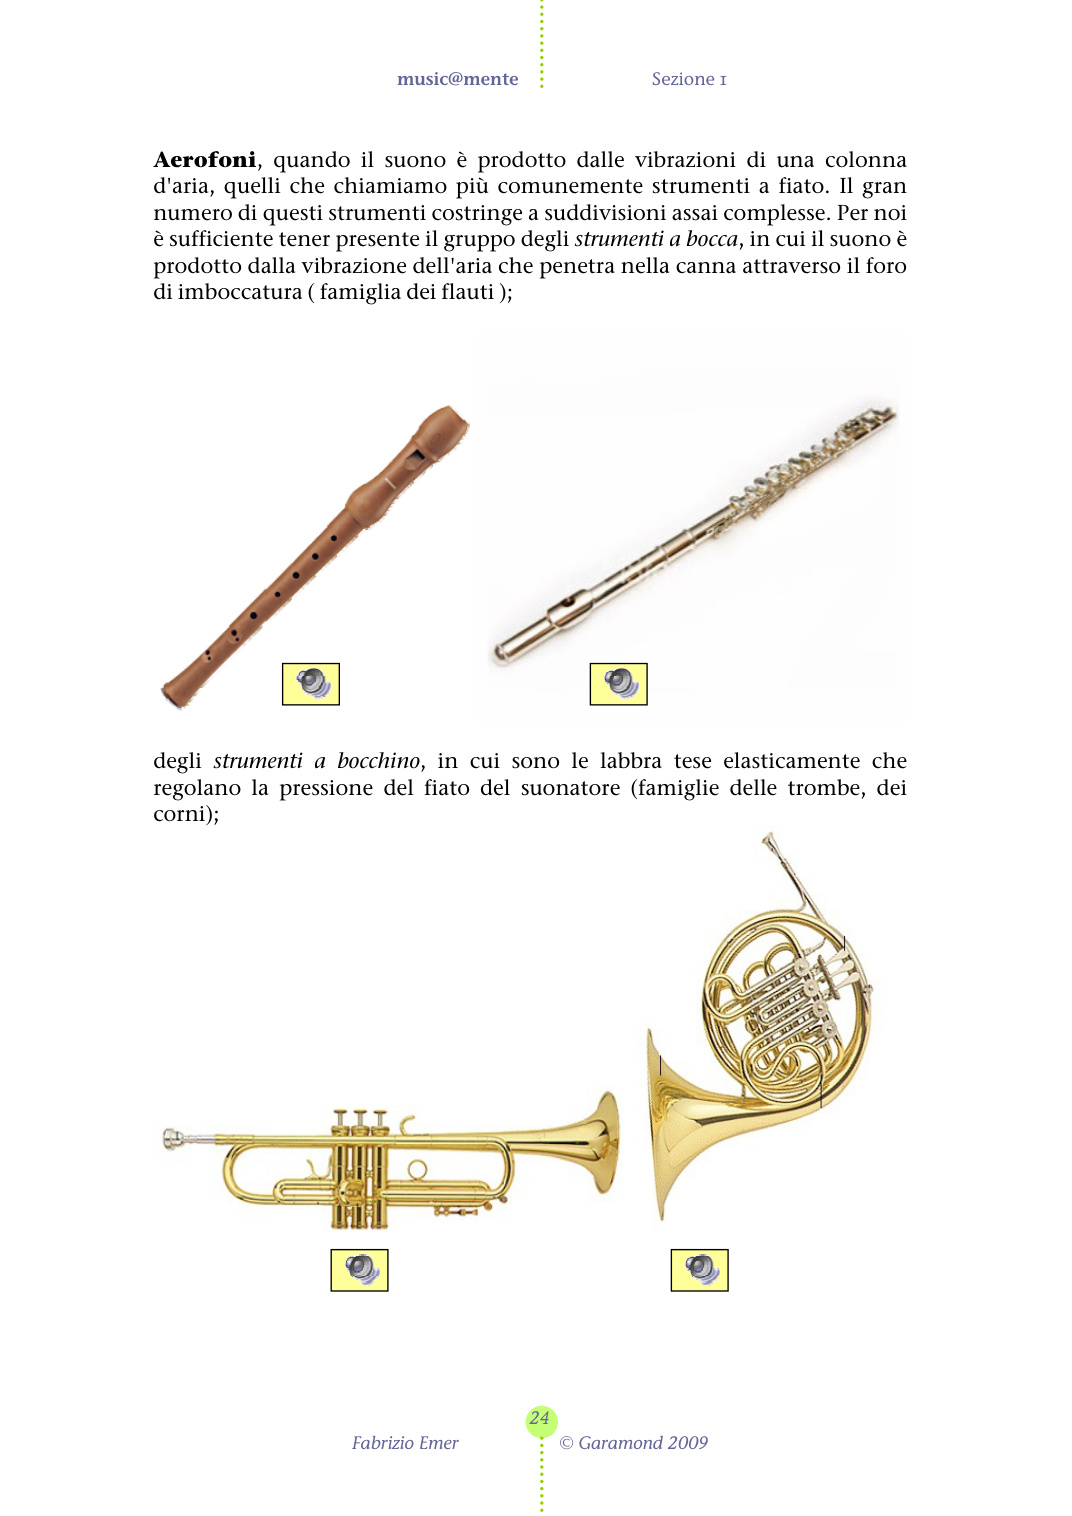 music@mente
Sezione 1
Aerofoni, quando il suono è prodotto dalle vibrazioni di una colonna
d'aria, quelli che chiamiamo più comunemente strumenti a fiato. Il gran
numero di questi strumenti costringe a suddivisioni assai complesse. Per noi
è sufficiente tener presente il gruppo degli strumenti a bocca, in cui il suono è
prodotto dalla vibrazione dell'aria che penetra nella canna attraverso il foro
di imboccatura ( famiglia dei flauti );
degli strumenti a bocchino, in cui sono le labbra tese elasticamente che
regolano la pressione del fiato del suonatore (famiglie delle trombe, dei
corni);
24
Fabrizio Emer
© Garamond 2009